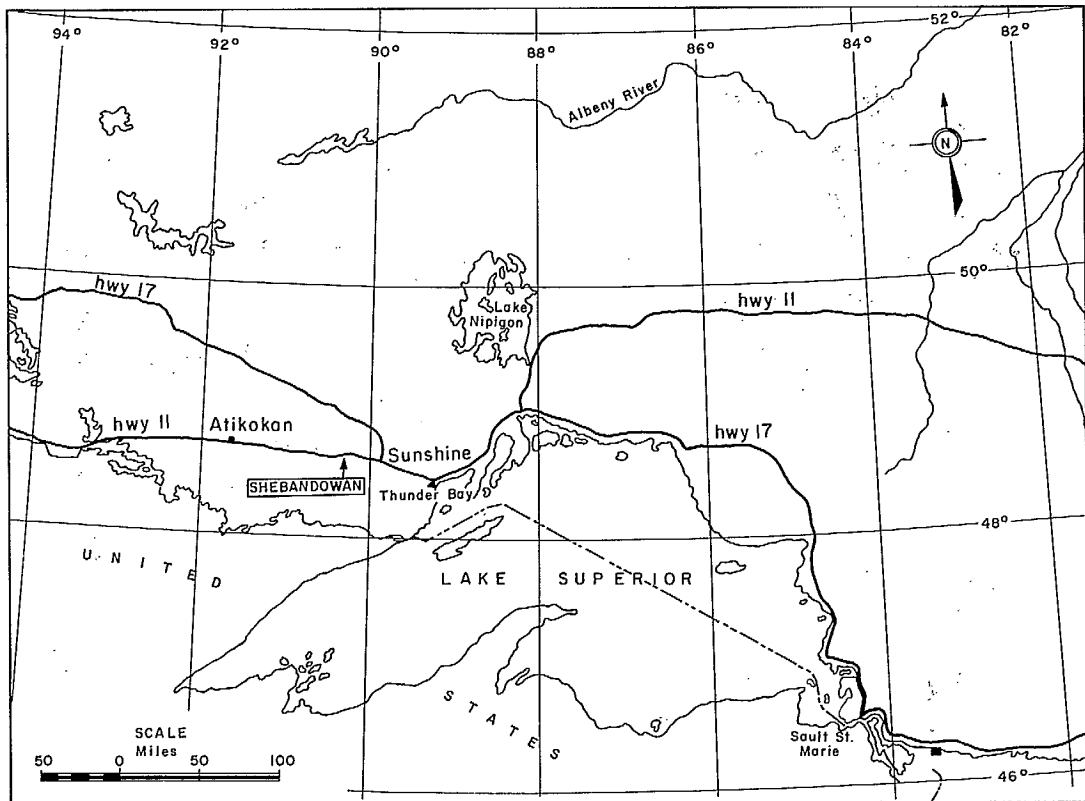 94°
92°
90°
88°
86°
84°
52°
82°
Albeny River
N
50°
hwy 17
hwy 11
Lake
Nipigon
hwy 11
Atikokan
Sunshine
hwy 17
SHEBANDOWAN
Thunder Bay
48°
UNITED
LAKE SUPERIOR
STATES
SCALE
Miles
50 0 50 100
Sault St.
Marie
46°